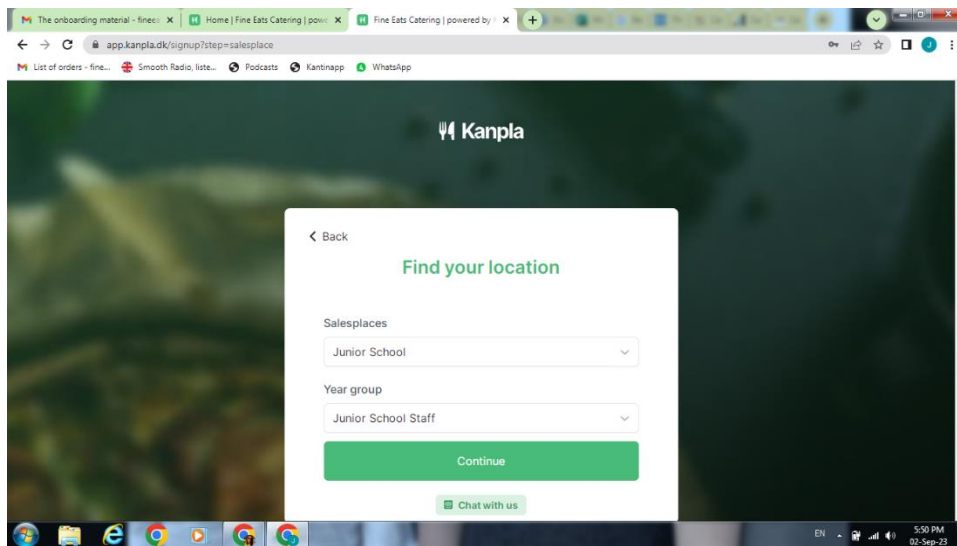 The onboarding material - finee
Home | Fine Eats Catering | powe
Fine Eats Catering | powered by
app.kanpla.dk/signup?step=salesplace
List of orders - fine...
Smooth Radio, liste...
Podcasts
Kantinapp
WhatsApp
J
Kanpla
Back
Find your location
Salesplaces
Junior School
Year group
Junior School Staff
Continue
Chat with us
EN
5:50 PM
02-Sep-23